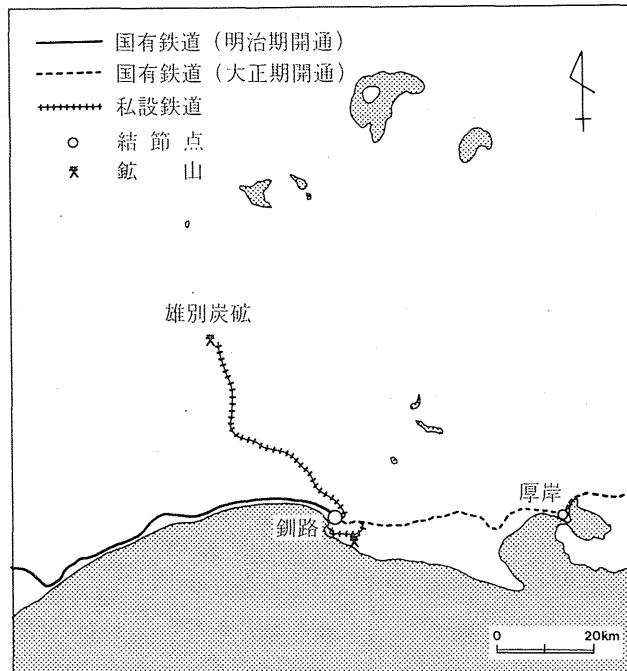 国有鉄道（明治期開通）
国有鉄道（大正期開通）
私設鉄道
結節点
鉱山
雄別炭砿
厚岸
釧路
0 20km